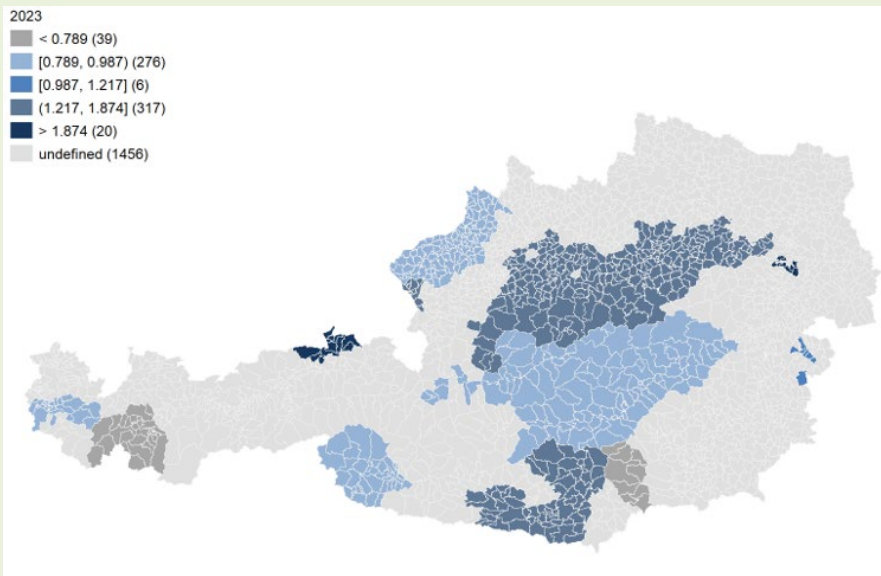 2023
< 0.789 (39)
[0.789, 0.987) (276)
[0.987, 1.217] (6)
(1.217, 1.874] (317)
> 1.874 (20)
undefined (1456)